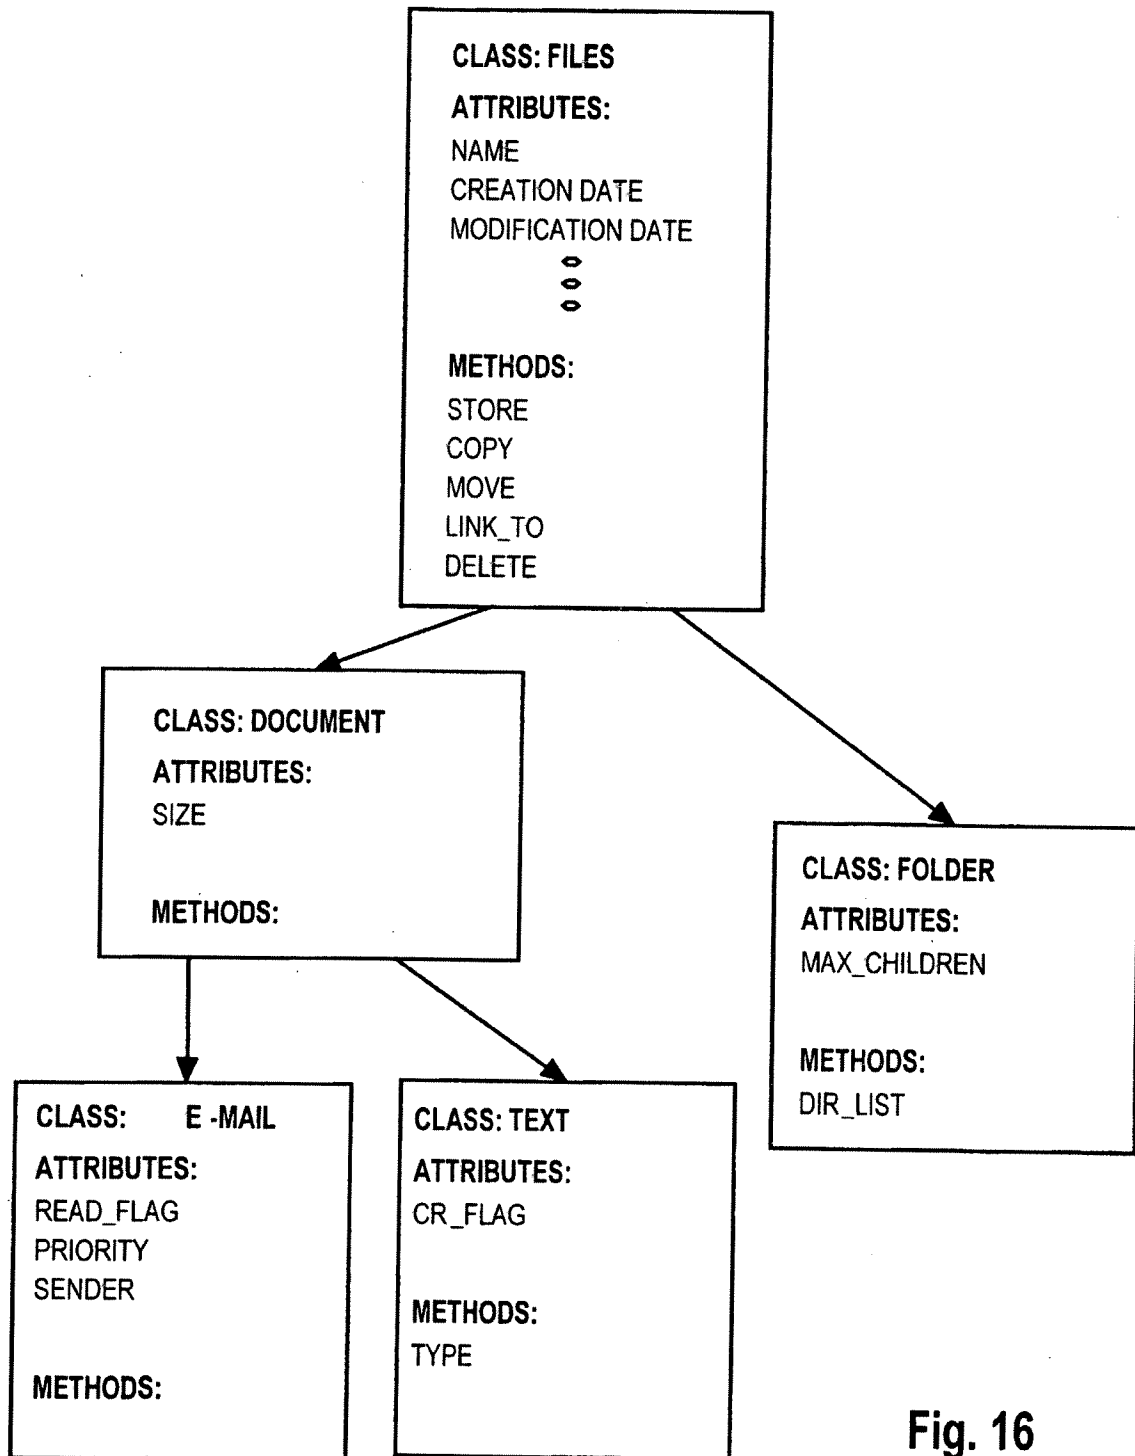 CLASS: FILES
ATTRIBUTES:
NAME
CREATION DATE
MODIFICATION DATE
METHODS:
STORE
COPY
MOVE
LINK_TO
DELETE
CLASS: DOCUMENT
ATTRIBUTES:
SIZE
METHODS:
CLASS: FOLDER
ATTRIBUTES:
MAX_CHILDREN
METHODS:
DIR_LIST
CLASS: E -MAIL
ATTRIBUTES:
READ_FLAG
PRIORITY
SENDER
METHODS:
CLASS: TEXT
ATTRIBUTES:
CR_FLAG
METHODS:
TYPE
Fig. 16